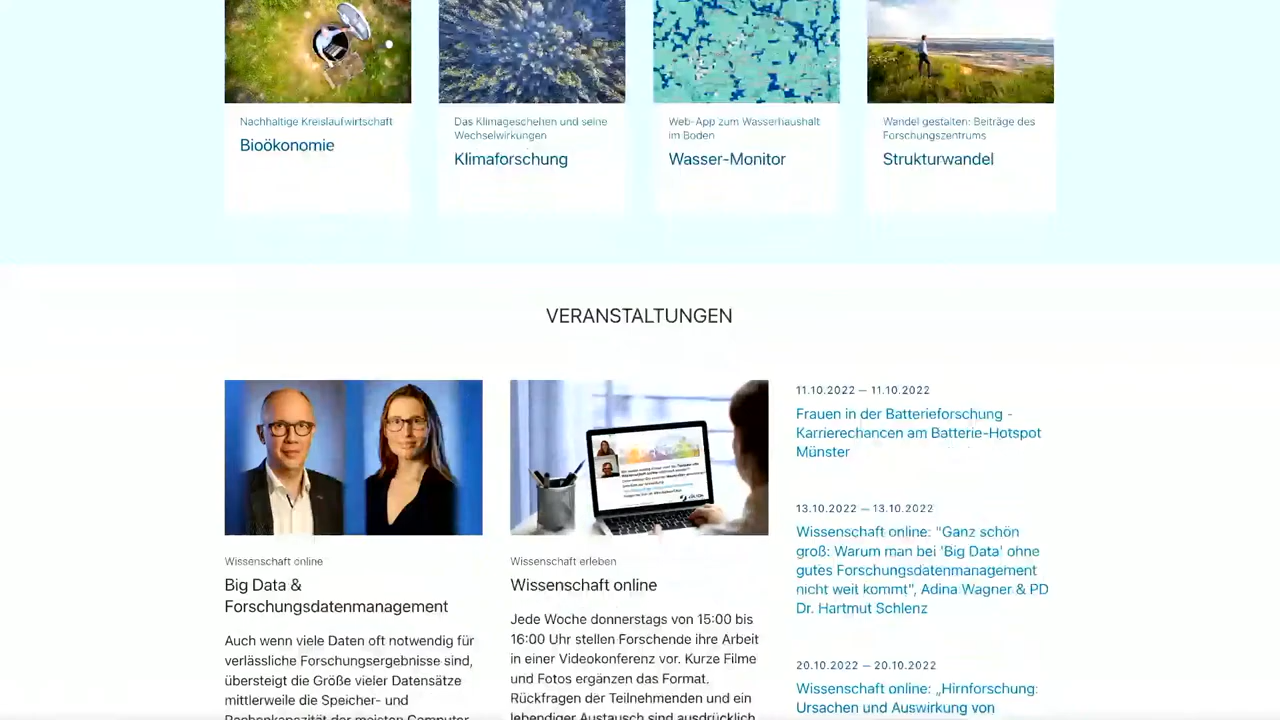 Nachhaltige Kreislaufwirtschaft
Bioökonomie
Das Klimageschehen und seine
Wechselwirkungen
Klimaforschung
Web-App zum Wasserhaushalt
im Boden
Wasser-Monitor
Wandel gestalten: Beiträge des
Forschungszentrums
Strukturwandel
VERANSTALTUNGEN
Wissenschaft online
Big Data &
Forschungsdatenmanagement
Auch wenn viele Daten oft notwendig für
verlässliche Forschungsergebnisse sind,
übersteigt die Größe vieler Datensätze
mittlerweile die Speicher- und
Rechenkapazität der meisten Computer
Wissenschaft erleben
Wissenschaft online
Jede Woche donnerstags von 15:00 bis
16:00 Uhr stellen Forschende ihre Arbeit
in einer Videokonferenz vor. Kurze Filme
und Fotos ergänzen das Format.
Rückfragen der Teilnehmenden und ein
lebendiger Austausch sind ausdrücklich
11.10.2022 — 11.10.2022
Frauen in der Batterieforschung -
Karrierechancen am Batterie-Hotspot
Münster
13.10.2022 — 13.10.2022
Wissenschaft online: "Ganz schön
groß: Warum man bei 'Big Data' ohne
gutes Forschungsdatenmanagement
nicht weit kommt", Adina Wagner & PD
Dr. Hartmut Schlenz
20.10.2022 — 20.10.2022
Wissenschaft online: „Hirnforschung:
Ursachen und Auswirkung von